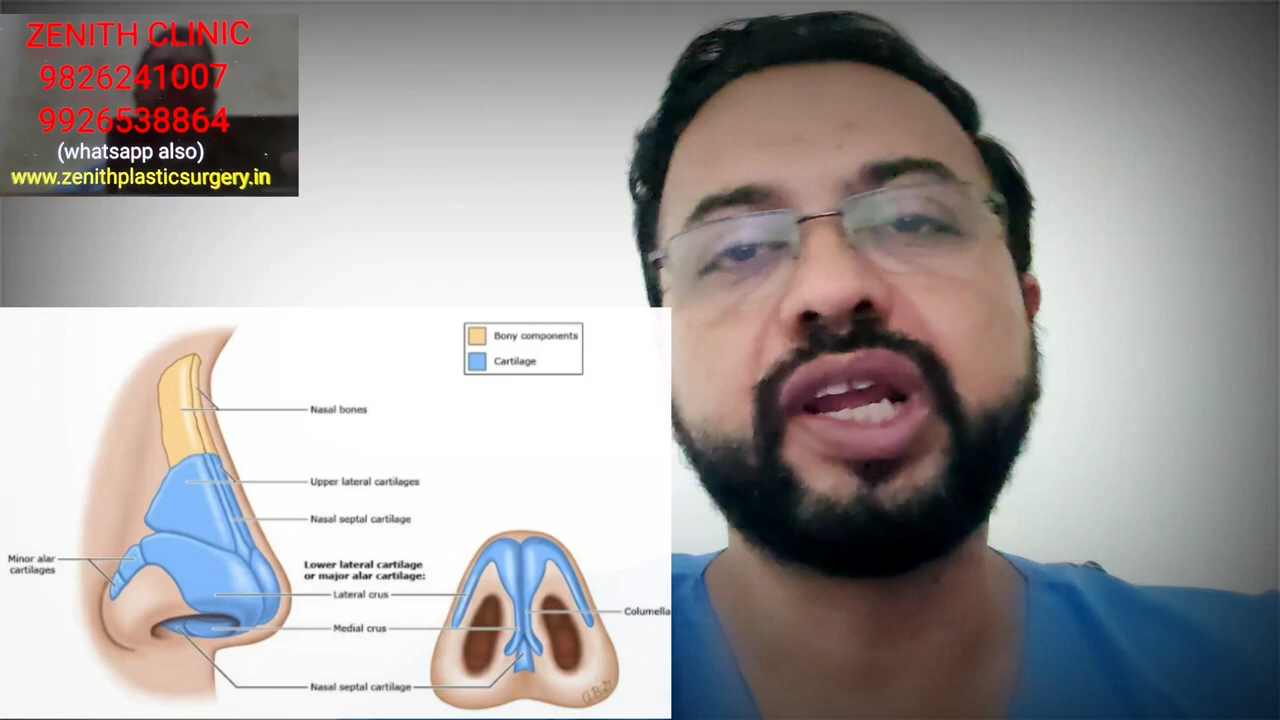 ZENITH CLINIC
9826241007
9926538864
(whatsapp also)
www.zenithplasticsurgery.in
Bony components
Cartilage
Nasal bones
Upper lateral cartilages
Nasal septal cartilage
Minor alar
cartilages
Lower lateral cartilage
or major alar cartilage:
Lateral crus
Columella
Medial crus
Nasal septal cartilage